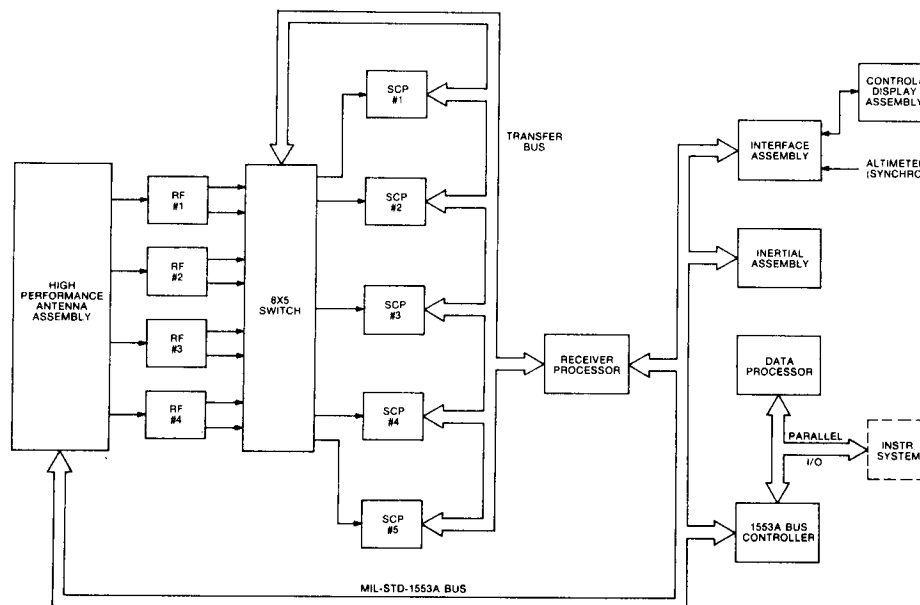 HIGH
PERFORMANCE
ANTENNA
ASSEMBLY
RF
#1
RF
#2
RF
#3
RF
#4
8X5
SWITCH
SCP
#1
SCP
#2
SCP
#3
SCP
#4
SCP
#5
TRANSFER
BUS
RECEIVER
PROCESSOR
CONTROL&
DISPLAY
ASSEMBLY
INTERFACE
ASSEMBLY
ALTIMETER
(SYNCHRO
INERTIAL
ASSEMBLY
DATA
PROCESSOR
PARALLEL
I/O
INSTR
SYSTEM
1553A BUS
CONTROLLER
MIL-STD-1553A BUS